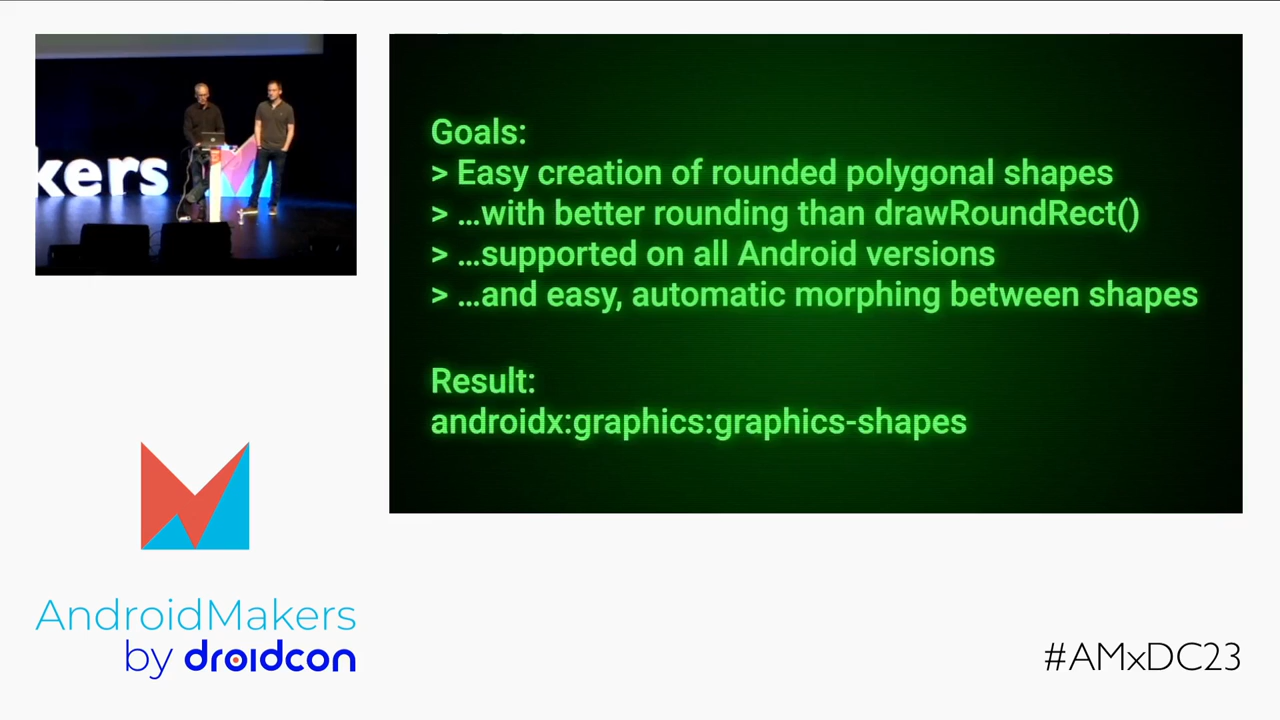 kers
Goals:
> Easy creation of rounded polygonal shapes
> ...with better rounding than drawRoundRect()
> ...supported on all Android versions
> ...and easy, automatic morphing between shapes
Result:
androidx:graphics:graphics-shapes
AndroidMakers
by droidcon
#AMxDC23